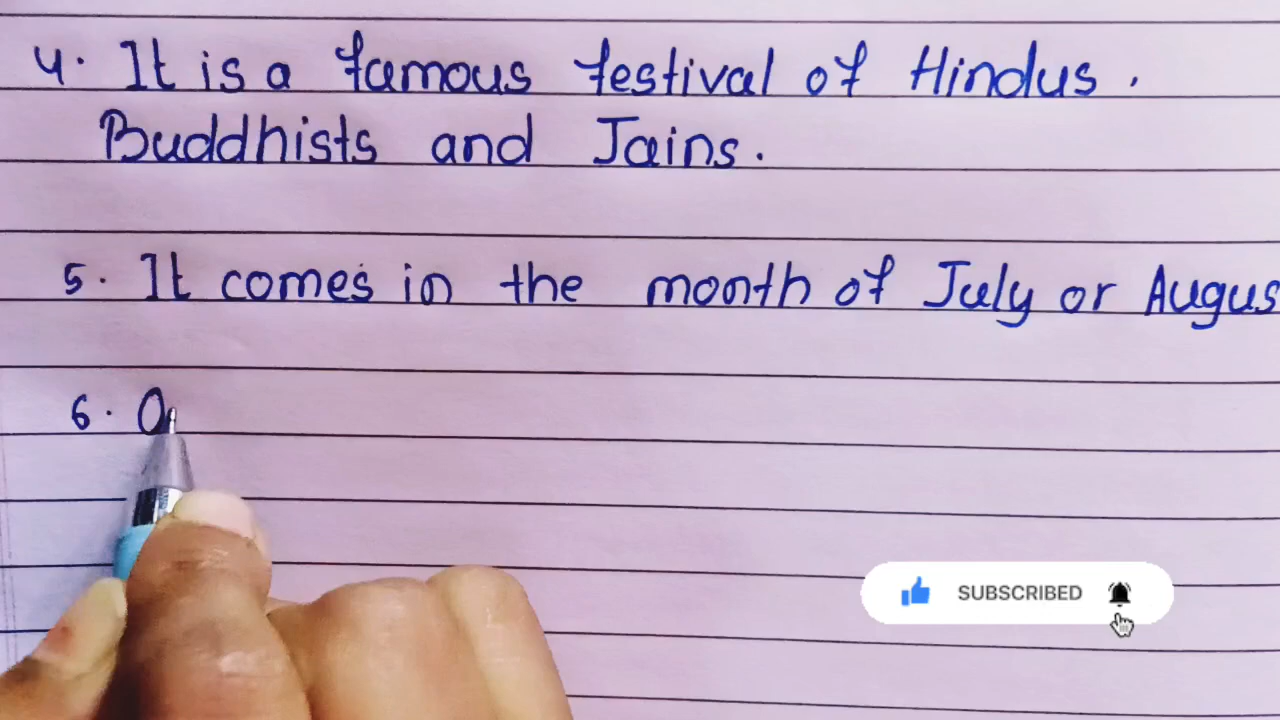 4. It is a famous festival of Hindus.
Buddhists and Jains.
5. It comes in the month of July or Augus
6. O
SUBSCRIBED